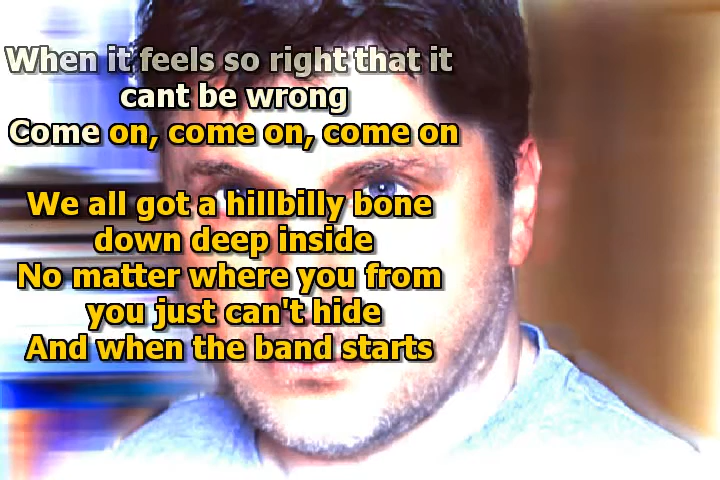 When it feels so right that it
cant be wrong
Come on, come on, come on
We all got a hillbilly bone
down deep inside
No matter where you from
you just can't hide
And when the band starts